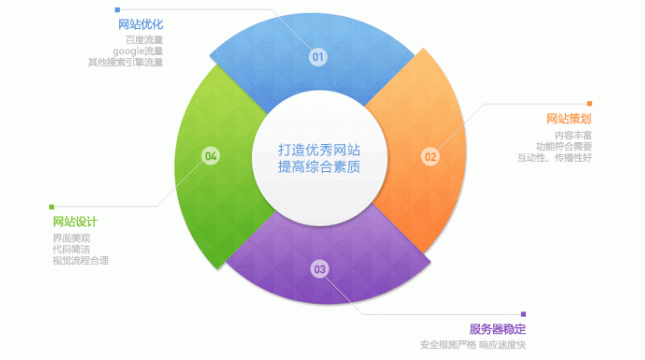 网站优化
百度流量
google流量
其他搜索引擎流量
01
网站策划
内容丰富
功能符合需要
互动性、传播性好
02
打造优秀网站
提高综合素质
04
网站设计
界面美观
代码简洁
视觉流程合理
03
服务器稳定
安全措施严格 响应速度快